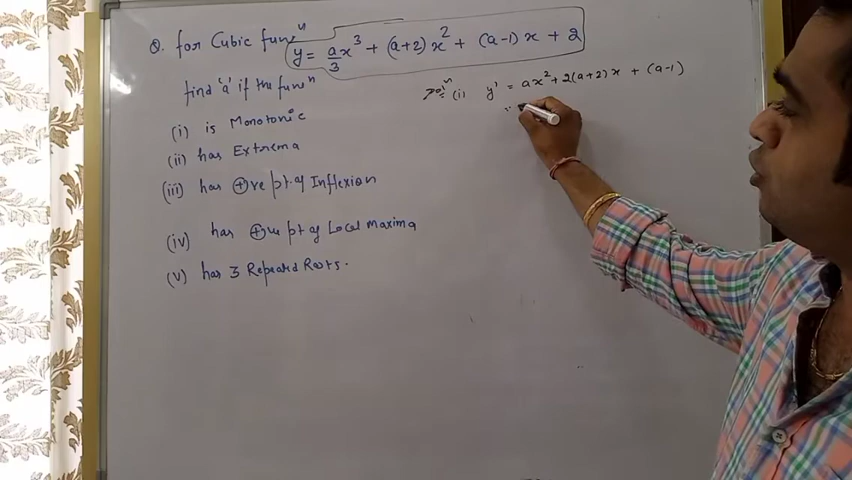 Q. for Cubic funcⁿ
y = a/3 x³ + (a+2) x² + (a-1) x + 2
find 'a' if the funcⁿ
(i) is Monotonic
(ii) has Extrema
(iii) has ⊕ve pt. of Inflexion
(iv) has ⊕ve pt of Local Maxima
(v) has 3 Repeated Roots.
Solⁿ (i) y' = ax² + 2(a+2)x + (a-1)